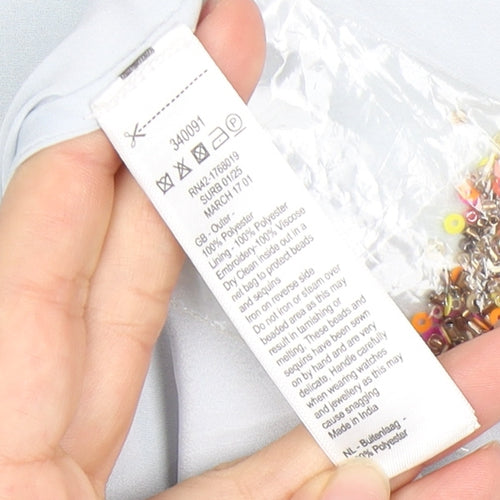 340091
RN42-1768019
SURB 01/25
MARCH 17 01
GB - Outer -
100% Polyester
Lining - 100% Polyester
Embroidery-100% Viscose
Dry Clean inside out in a
net bag to protect beads
and sequins
Iron on reverse side
Do not iron or steam over
beaded area as this may
result in tarnishing or
melting. These beads and
sequins have been sewn
on by hand and are very
delicate. Handle carefully
when wearing watches
and jewellery as this may
cause snagging
Made in India
NL - Buitenlaag -
Polyester